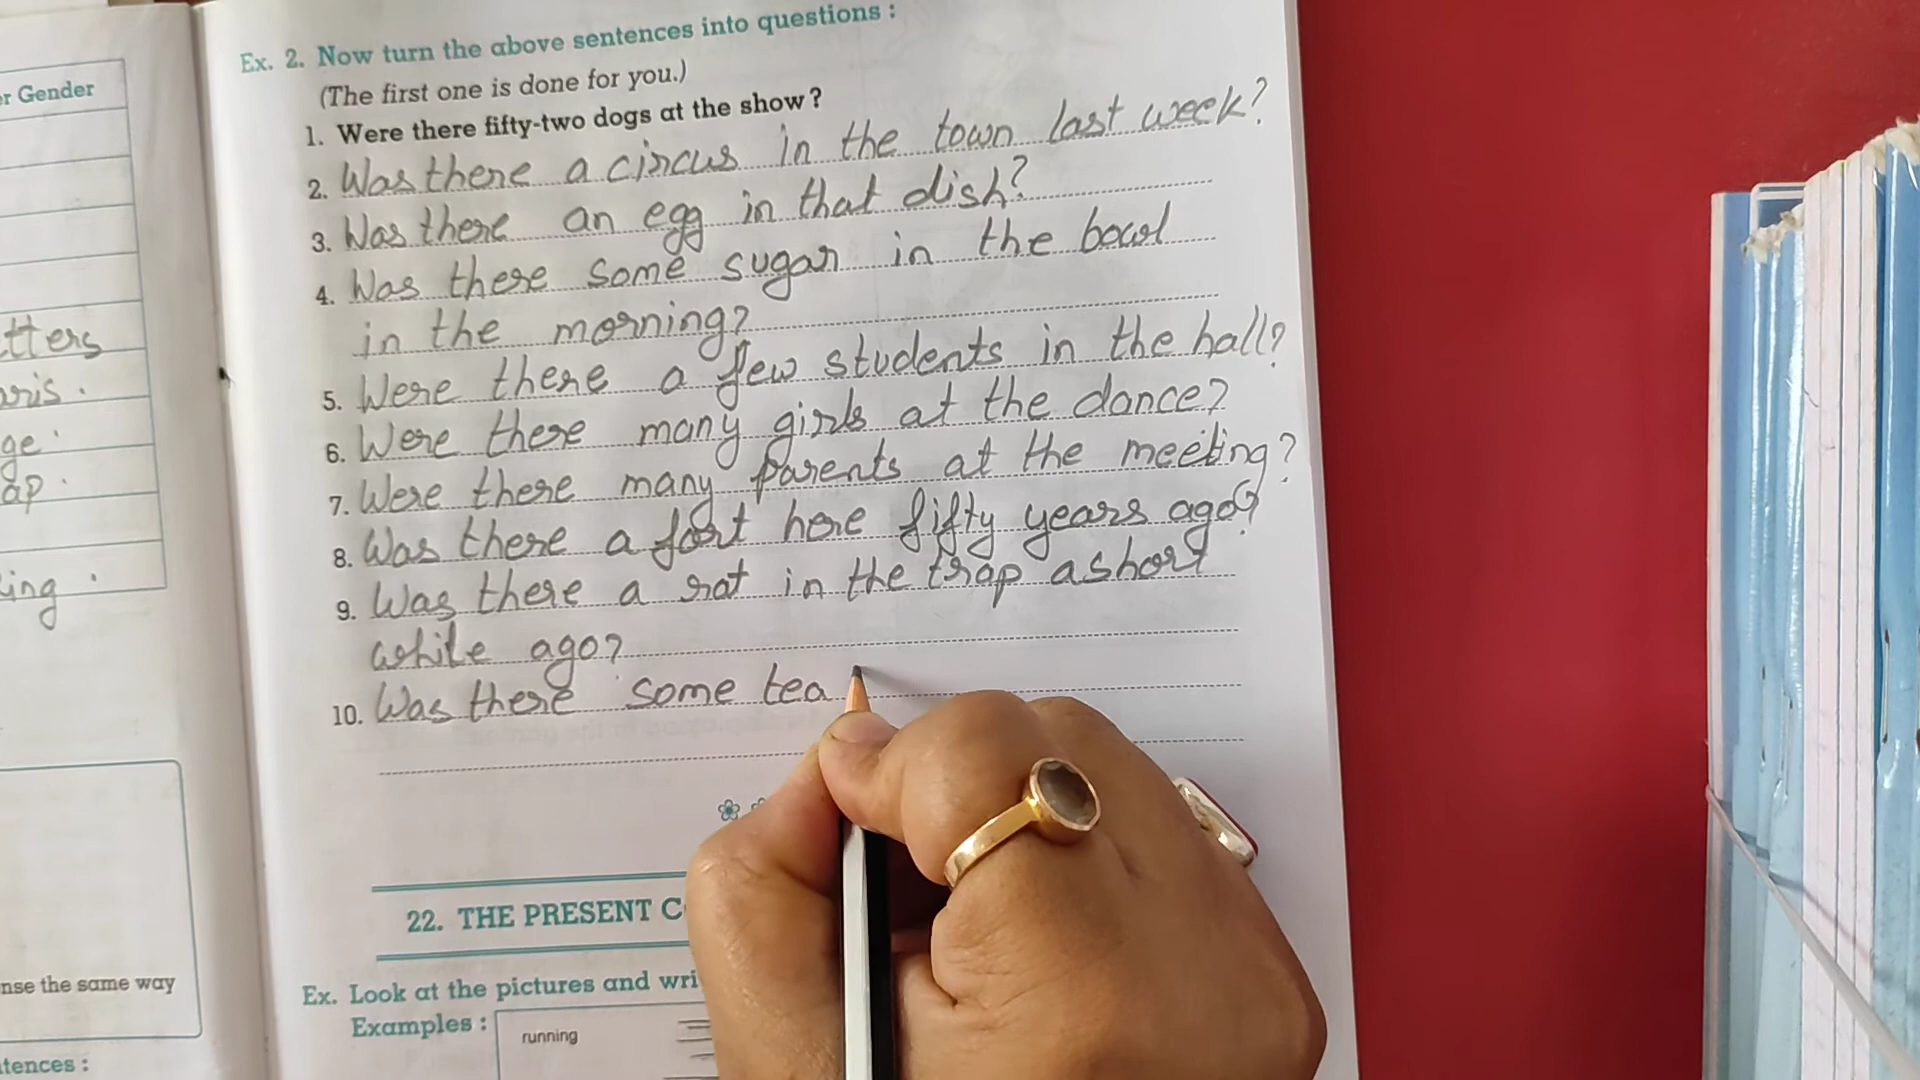 er Gender
tters
aris.
ge.
ap.
ing.
nse the same way
tences :
Ex. 2. Now turn the above sentences into questions :
(The first one is done for you.)
1. Were there fifty-two dogs at the show?
2. Was there a circus in the town last week?
3. Was there an egg in that dish?
4. Was there some sugar in the bowl
in the morning?
5. Were there a few students in the hall?
6. Were there many girls at the dance?
7. Were there many parents at the meeting?
8. Was there a fort here fifty years ago?
9. Was there a rat in the trap a short
while ago?
10. Was there some tea
22. THE PRESENT C
Ex. Look at the pictures and wri
Examples :
running